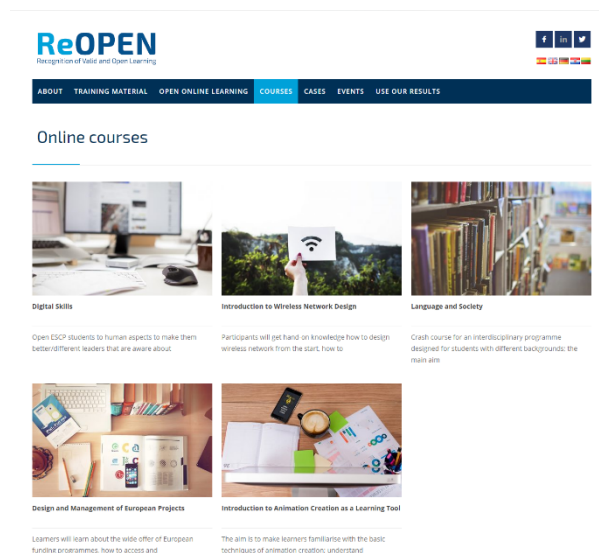 ReOPEN
Recognition of Valid and Open Learning
ABOUT TRAINING MATERIAL OPEN ONLINE LEARNING COURSES CASES EVENTS USE OUR RESULTS
Online courses
Digital Skills
Introduction to Wireless Network Design
Language and Society
Open ESCP students to human aspects to make them
better/different leaders that are aware about
Participants will get hand on knowledge how to design
wireless network from the start, how to
Crash course for an interdisciplinary programme
designed for students with different backgrounds: the
main aim
Design and Management of European Projects
Introduction to Animation Creation as a Learning Tool
Learners will learn about the wide offer of European
funding programmes, how to access and
The aim is to make learners familiarise with the basic
techniques of animation creation: understand